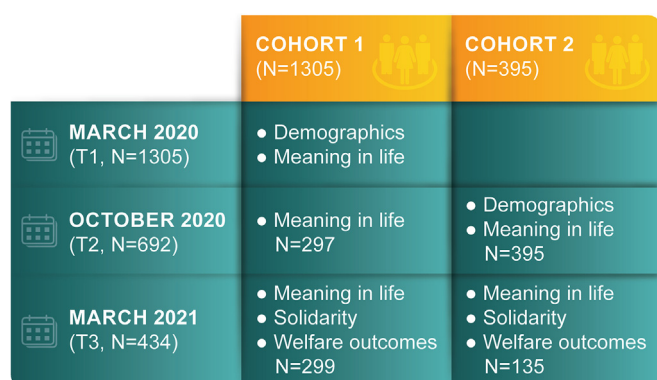 COHORT 1
(N=1305)
COHORT 2
(N=395)
MARCH 2020
(T1, N=1305)
● Demographics
● Meaning in life
OCTOBER 2020
(T2, N=692)
● Meaning in life
N=297
● Demographics
● Meaning in life
N=395
MARCH 2021
(T3, N=434)
● Meaning in life
● Solidarity
● Welfare outcomes
N=299
● Meaning in life
● Solidarity
● Welfare outcomes
N=135